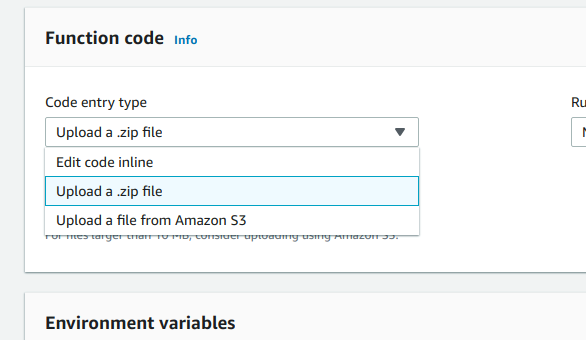 Function code Info
Code entry type
Ru
Upload a .zip file
Edit code inline
Upload a .zip file
Upload a file from Amazon S3
For files larger than 10 MB, consider uploading using Amazon S3.
Environment variables